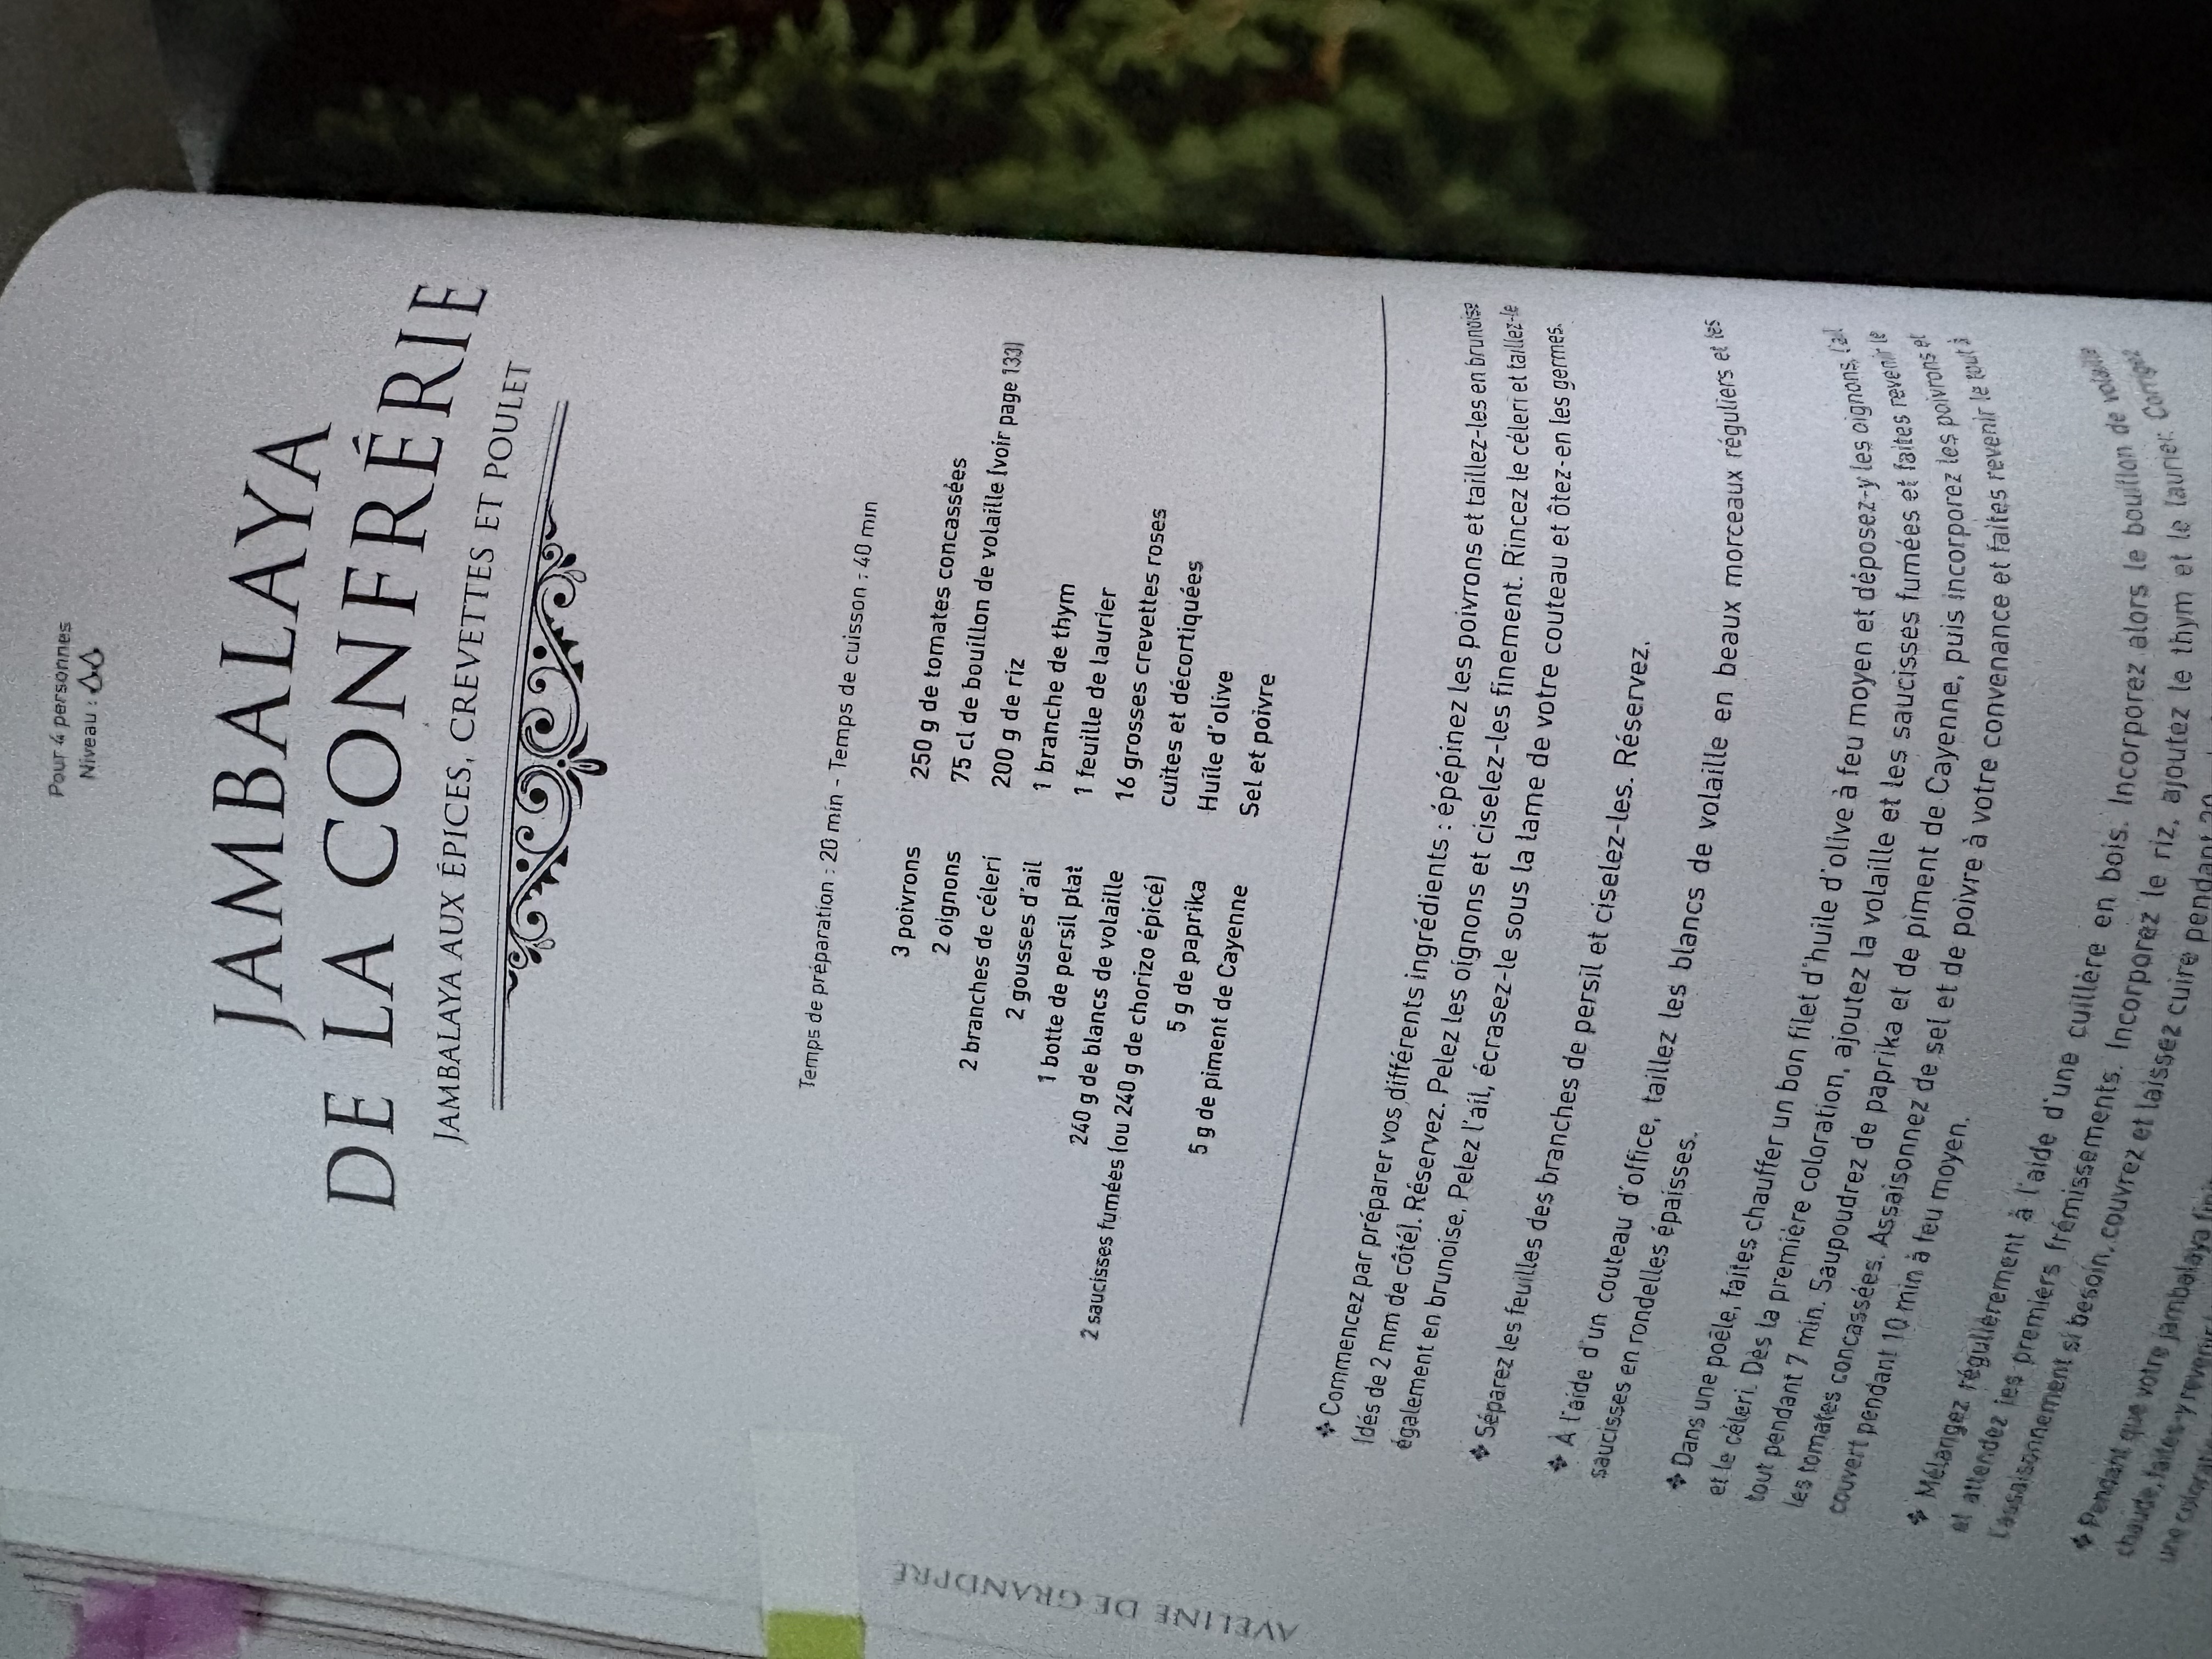 Pour 4 personnes
Niveau :
JAMBALAYA
DE LA CONFRÉRIE
JAMBALAYA AUX ÉPICES, CREVETTES ET POULET
Temps de préparation : 20 min - Temps de cuisson : 40 min
3 poivrons
2 oignons
2 branches de céleri
2 gousses d'ail
1 botte de persil plat
240 g de blancs de volaille
2 saucisses fumées (ou 240 g de chorizo épicé)
5 g de paprika
5 g de piment de Cayenne
250 g de tomates concassées
75 cl de bouillon de volaille (voir page 133)
200 g de riz
1 branche de thym
1 feuille de laurier
16 grosses crevettes roses
cuites et décortiquées
Huile d'olive
Sel et poivre
AVELINE DE GRANDPRÉ
❖ Commencez par préparer vos différents ingrédients : épépinez les poivrons et taillez-les en brunoise
(dés de 2 mm de côté). Réservez. Pelez les oignons et ciselez-les finement. Rincez le céleri et taillez-le
également en brunoise. Pelez l'ail, écrasez-le sous la lame de votre couteau et ôtez-en les germes.
❖ Séparez les feuilles des branches de persil et ciselez-les. Réservez.
❖ À l'aide d'un couteau d'office, taillez les blancs de volaille en beaux morceaux réguliers et les
saucisses en rondelles épaisses.
❖ Dans une poêle, faites chauffer un bon filet d'huile d'olive à feu moyen et déposez-y les oignons, l'ail
et le céleri. Dès la première coloration, ajoutez la volaille et les saucisses fumées et faites revenir le
tout pendant 7 min. Saupoudrez de paprika et de piment de Cayenne, puis incorporez les poivrons et
les tomates concassées. Assaisonnez de sel et de poivre à votre convenance et faites revenir le tout à
couvert pendant 10 min à feu moyen.
❖ Mélangez régulièrement à l'aide d'une cuillère en bois. Incorporez alors le bouillon de volaille
et attendez les premiers frémissements. Incorporez le riz, ajoutez le thym et le laurier. Corrigez
l'assaisonnement si besoin, couvrez et laissez cuire pendant 20
❖ Pendant que votre jambalaya
chaude, faites-y revenir
une